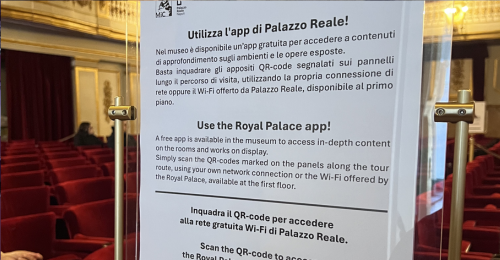 MiC
Utilizza l'app di Palazzo Reale!
Nel museo è disponibile un'app gratuita per accedere a contenuti
di approfondimento sugli ambienti e le opere esposte.
Basta inquadrare gli appositi QR-code segnalati sui pannelli
lungo il percorso di visita, utilizzando la propria connessione di
rete oppure il Wi-Fi offerto da Palazzo Reale, disponibile al primo
piano.
Use the Royal Palace app!
A free app is available in the museum to access in-depth content
on the rooms and works on display.
Simply scan the QR-codes marked on the panels along the tour
route, using your own network connection or the Wi-Fi offered by
the Royal Palace, available at the first floor.
Inquadra il QR-code per accedere
alla rete gratuita Wi-Fi di Palazzo Reale.
Scan the QR-code to
the Royal